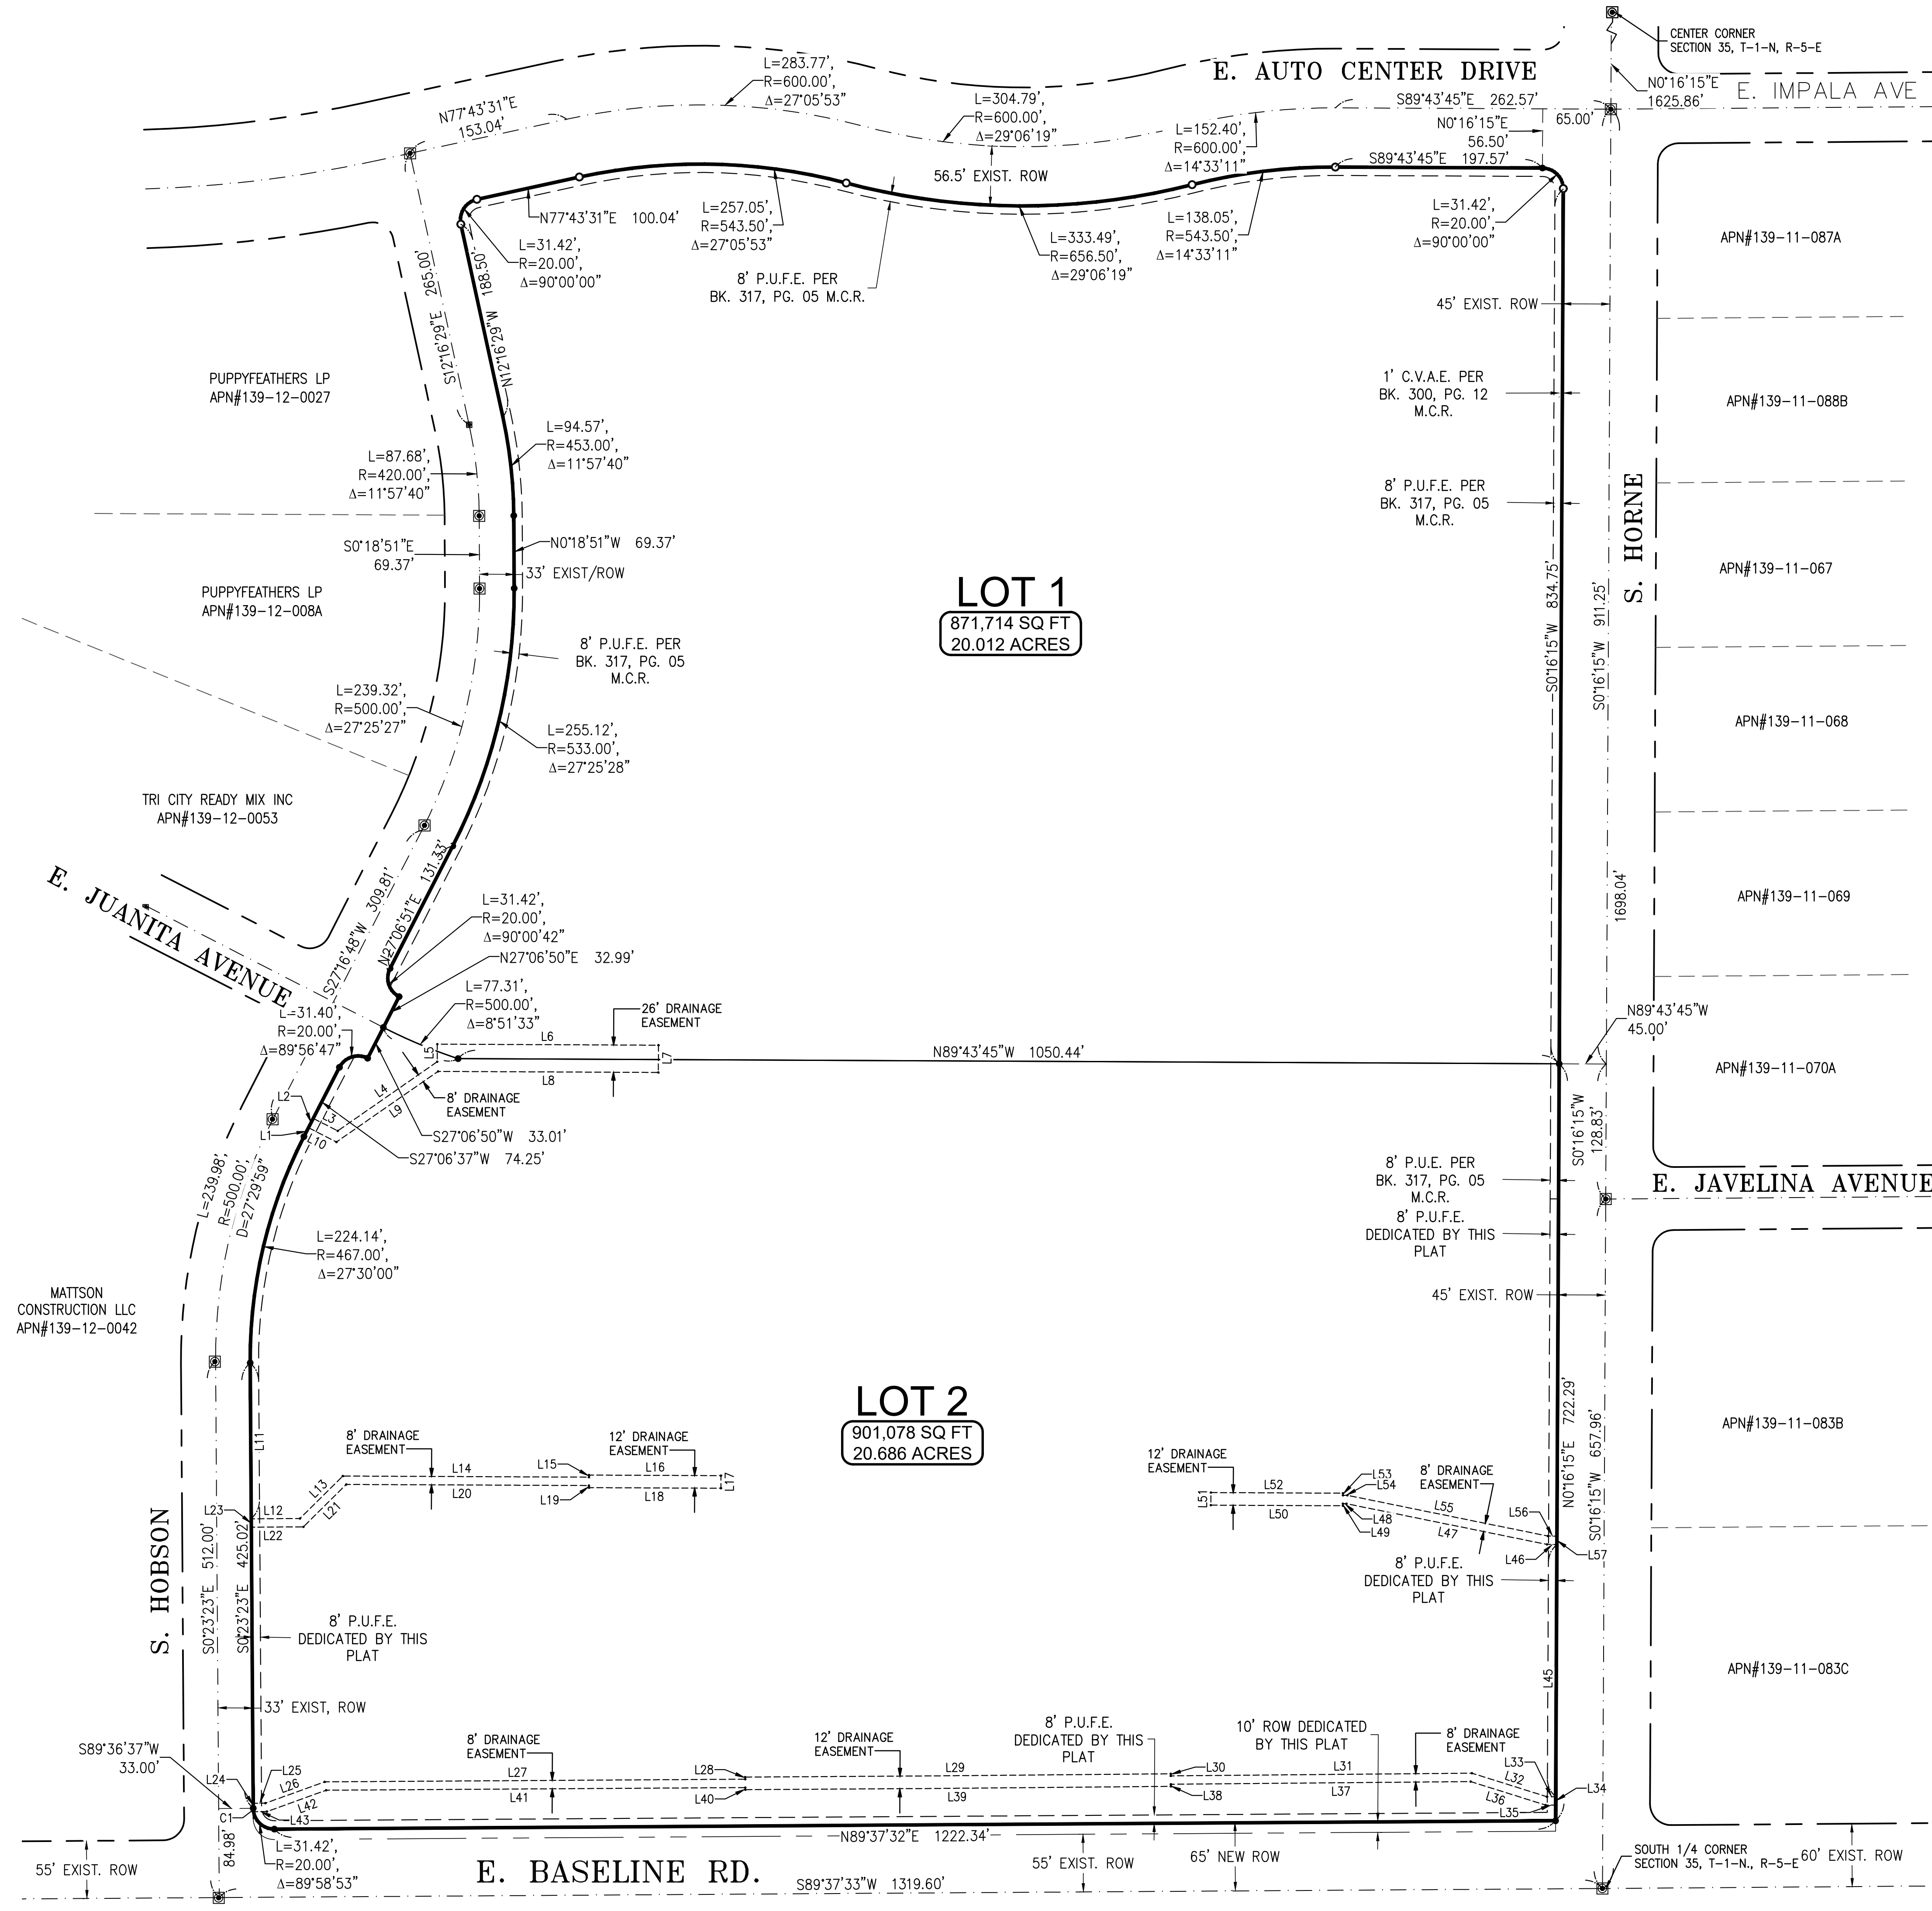 CENTER CORNER
SECTION 35, T-1-N, R-5-E
E. AUTO CENTER DRIVE
N0°16'15"E
1625.86'
E. IMPALA AVE
L=283.77',
R=600.00',
Δ=27°05'53"
N77°43'31"E
153.04'
L=304.79'
R=600.00'
Δ=29°06'19"
S89°43'45"E 262.57'
65.00'
N0°16'15"E
56.50'
L=152.40',
R=600.00'
Δ=14°33'11"
S89°43'45"E 197.57'
56.5' EXIST. ROW
N77°43'31"E 100.04'
L=257.05'
R=543.50',
Δ=27°05'53"
L=138.05'
R=543.50',
Δ=14°33'11"
L=31.42',
R=20.00',
Δ=90°00'00"
L=31.42',
R=20.00',
Δ=90°00'00"
L=333.49'
R=656.50'
Δ=29°06'19"
8' P.U.F.E. PER
BK. 317, PG. 05 M.C.R.
S12°16'29"E 265.00'
N12°16'29"W 188.50'
45' EXIST. ROW
APN#139-11-087A
PUPPYFEATHERS LP
APN#139-12-0027
1' C.V.A.E. PER
BK. 300, PG. 12
M.C.R.
APN#139-11-088B
L=94.57',
R=453.00',
Δ=11°57'40"
L=87.68',
R=420.00'
Δ=11°57'40"
8' P.U.F.E. PER
BK. 317, PG. 05
M.C.R.
S. HORNE
S0°18'51"E
69.37'
N0°18'51"W 69.37'
33' EXIST/ROW
PUPPYFEATHERS LP
APN#139-12-008A
LOT 1
871,714 SQ FT
20.012 ACRES
S0°16'15"W 834.75'
S0°16'15"W 911.25'
APN#139-11-067
8' P.U.F.E. PER
BK. 317, PG. 05
M.C.R.
L=239.32',
R=500.00',
Δ=27°25'27"
L=255.12',
R=533.00',
Δ=27°25'28"
APN#139-11-068
TRI CITY READY MIX INC
APN#139-12-0053
E. JUANITA AVENUE
S27°16'48"W 309.81'
N27°06'51"E 131.33'
L=31.42',
R=20.00',
Δ=90°00'42"
N27°06'50"E 32.99'
1698.04'
APN#139-11-069
L=31.40'
R=20.00',
Δ=89°56'47"
L=77.31',
R=500.00',
Δ=8°51'33"
26' DRAINAGE
EASEMENT
L5
L6
L7
L8
N89°43'45"W 1050.44'
N89°43'45"W
45.00'
APN#139-11-070A
L4
L9
8' DRAINAGE
EASEMENT
L2
L3
L1
L10
S27°06'50"W 33.01'
S27°06'37"W 74.25'
S0°16'15"W
128.83'
8' P.U.E. PER
BK. 317, PG. 05
M.C.R.
E. JAVELINA AVENUE
8' P.U.F.E.
DEDICATED BY THIS
PLAT
L=239.98',
R=500.00',
D=27°29'59"
L=224.14',
R=467.00',
Δ=27°30'00"
MATTSON
CONSTRUCTION LLC
APN#139-12-0042
45' EXIST. ROW
LOT 2
901,078 SQ FT
20.686 ACRES
N0°16'15"E 722.29'
S0°16'15"W 657.96'
APN#139-11-083B
L11
8' DRAINAGE
EASEMENT
L14
L15
12' DRAINAGE
EASEMENT
L16
L17
L13
L20
L19
L18
L21
L23
L12
L22
12' DRAINAGE
EASEMENT
L51
L52
L50
L53
L54
L48
L49
8' DRAINAGE
EASEMENT
L55
L47
L56
L46
L57
S. HOBSON
S0°23'23"E 512.00'
S0°23'23"E 425.02'
8' P.U.F.E.
DEDICATED BY THIS
PLAT
8' P.U.F.E.
DEDICATED BY THIS
PLAT
APN#139-11-083C
L45
33' EXIST, ROW
S89°36'37"W
33.00'
8' DRAINAGE
EASEMENT
12' DRAINAGE
EASEMENT
8' P.U.F.E.
DEDICATED BY THIS
PLAT
10' ROW DEDICATED
BY THIS PLAT
8' DRAINAGE
EASEMENT
L24
L25
L26
L27
L28
L29
L30
L31
L32
L33
L34
C1
L43
L42
L41
L40
L39
L38
L37
L36
L35
N89°37'32"E 1222.34'
84.98'
55' EXIST. ROW
L=31.42'
R=20.00',
Δ=89°58'53"
E. BASELINE RD.
55' EXIST. ROW
65' NEW ROW
SOUTH 1/4 CORNER
SECTION 35, T-1-N., R-5-E
60' EXIST. ROW
S89°37'33"W 1319.60'